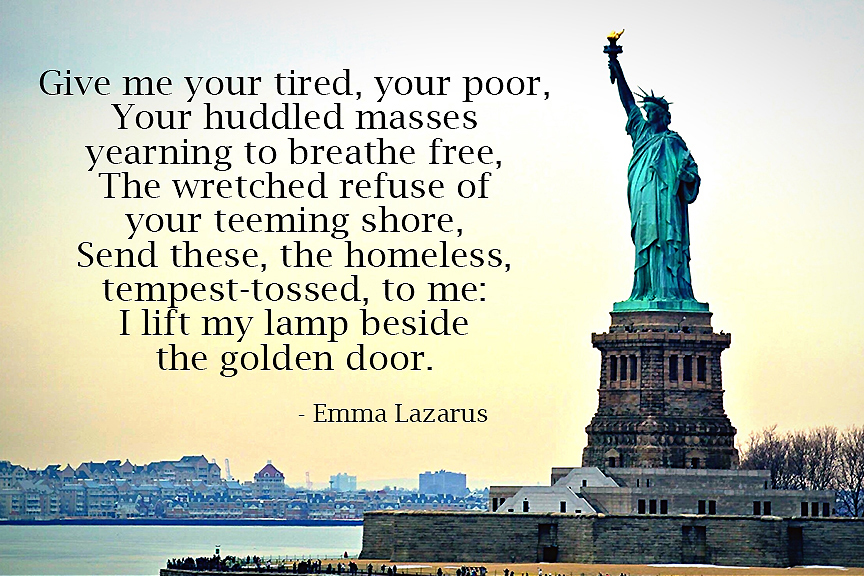 Give me your tired, your poor,
Your huddled masses
yearning to breathe free,
The wretched refuse of
your teeming shore,
Send these, the homeless,
tempest-tossed, to me:
I lift my lamp beside
the golden door.
- Emma Lazarus